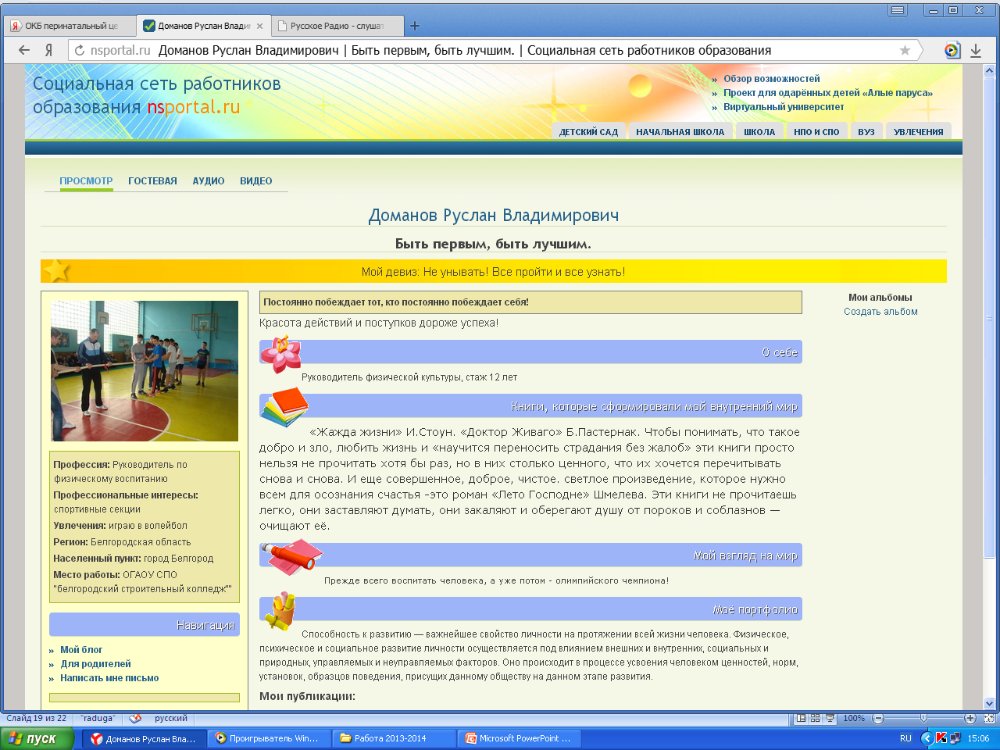 ОКБ перинатальный це
Доманов Руслан Влади
Русское Радио - слушат
nsportal.ru Доманов Руслан Владимирович | Быть первым, быть лучшим. | Социальная сеть работников образования
Социальная сеть работников
образования nsportal.ru
» Обзор возможностей
» Проект для одарённых детей «Алые паруса»
» Виртуальный университет
ДЕТСКИЙ САД НАЧАЛЬНАЯ ШКОЛА ШКОЛА НПО И СПО ВУЗ УВЛЕЧЕНИЯ
ПРОСМОТР ГОСТЕВАЯ АУДИО ВИДЕО
Доманов Руслан Владимирович
Быть первым, быть лучшим.
Мой девиз: Не унывать! Все пройти и все узнать!
Профессия: Руководитель по
физическому воспитанию
Профессиональные интересы:
спортивные секции
Увлечения: играю в волейбол
Регион: Белгородская область
Населенный пункт: город Белгород
Место работы: ОГАОУ СПО
"белгородский строительный колледж""
Навигация
» Мой блог
» Для родителей
» Написать мне письмо
Постоянно побеждает тот, кто постоянно побеждает себя!
Красота действий и поступков дороже успеха!
О себе
Руководитель физической культуры, стаж 12 лет
Книги, которые сформировали мой внутренний мир
«Жажда жизни» И.Стоун. «Доктор Живаго» Б.Пастернак. Чтобы понимать, что такое
добро и зло, любить жизнь и «научится переносить страдания без жалоб» эти книги просто
нельзя не прочитать хотя бы раз, но в них столько ценного, что их хочется перечитывать
снова и снова. И еще совершенное, доброе, чистое. светлое произведение, которое нужно
всем для осознания счастья -это роман «Лето Господне» Шмелева. Эти книги не прочитаешь
легко, они заставляют думать, они закаляют и оберегают душу от пороков и соблазнов —
очищают её.
Мой взгляд на мир
Прежде всего воспитать человека, а уже потом - олимпийского чемпиона!
Моё портфолио
Способность к развитию — важнейшее свойство личности на протяжении всей жизни человека. Физическое,
психическое и социальное развитие личности осуществляется под влиянием внешних и внутренних, социальных и
природных, управляемых и неуправляемых факторов. Оно происходит в процессе усвоения человеком ценностей, норм,
установок, образцов поведения, присущих данному обществу на данном этапе развития.
Мои публикации:
Мои альбомы
Создать альбом
Слайд 19 из 22 "raduga" русский 100%
пуск Доманов Руслан Вла... Проигрыватель Win... Работа 2013-2014 Microsoft PowerPoint ... RU 15:06